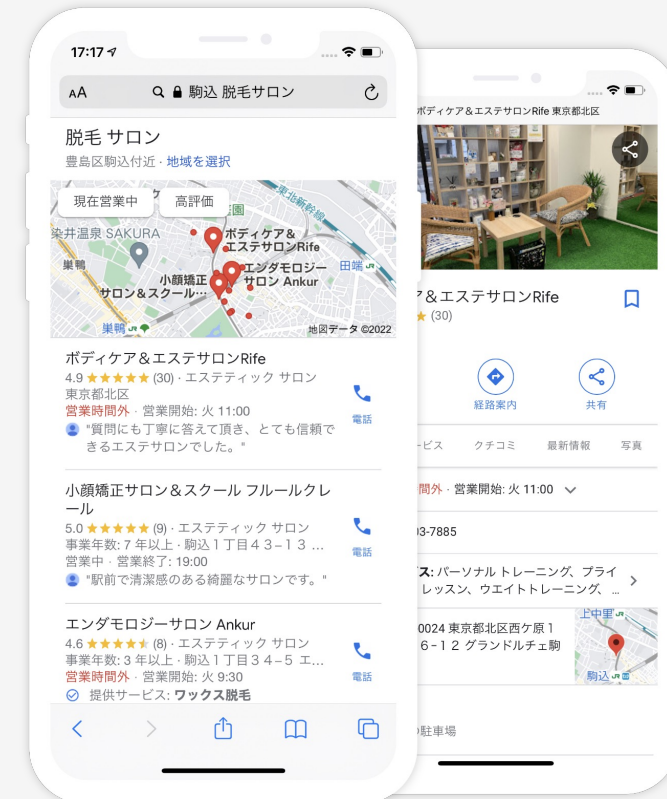 17:17
AA
駒込 脱毛サロン
脱毛 サロン
豊島区駒込付近 · 地域を選択
現在営業中
高評価
園
東北新幹線
染井温泉 SAKURA
ボディケア＆
エステサロンRife
巣鴨
小顔矯正
サロン＆スクール…
エンダモロジー
サロン Ankur
田端
JR
巣鴨
JR
地図データ ©2022
ボディケア＆エステサロンRife
4.9 ★★★★★ (30) · エステティック サロン
東京都北区
営業時間外 · 営業開始: 火 11:00
"質問にも丁寧に答えて頂き、とても信頼で
きるエステサロンでした。"
電話
小顔矯正サロン＆スクール フルールクレ
ール
5.0 ★★★★★ (9) · エステティック サロン
事業年数: 7 年以上 · 駒込１丁目４３−１３ …
営業中 · 営業終了: 19:00
"駅前で清潔感のある綺麗なサロンです。"
電話
エンダモロジーサロン Ankur
4.6 ★★★★★ (8) · エステティック サロン
事業年数: 3 年以上 · 駒込１丁目３４−５ エ…
営業時間外 · 営業開始: 火 9:30
提供サービス: ワックス脱毛
電話
ボディケア＆エステサロンRife 東京都北区
＆エステサロンRife
★ (30)
経路案内
共有
ービス
クチコミ
最新情報
写真
間外 · 営業開始: 火 11:00
3-7885
ス: パーソナル トレーニング、プライ
レッスン、ウエイトトレーニング、 …
0024 東京都北区西ケ原１
６−１２ グランドルチェ駒
上中里
JR
駒込
JR
駐車場